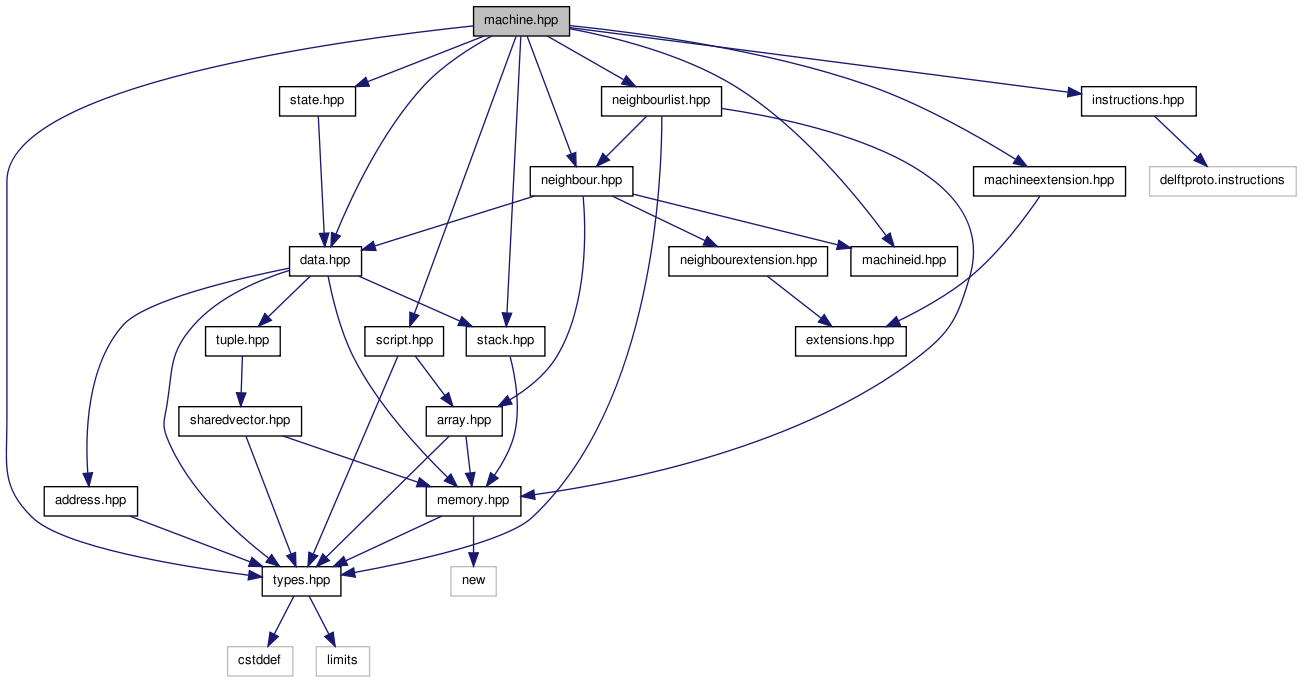 machine.hpp
state.hpp
neighbourlist.hpp
instructions.hpp
neighbour.hpp
machineextension.hpp
delftproto.instructions
data.hpp
neighbourextension.hpp
machineid.hpp
tuple.hpp
script.hpp
stack.hpp
extensions.hpp
sharedvector.hpp
array.hpp
address.hpp
memory.hpp
types.hpp
new
cstddef
limits